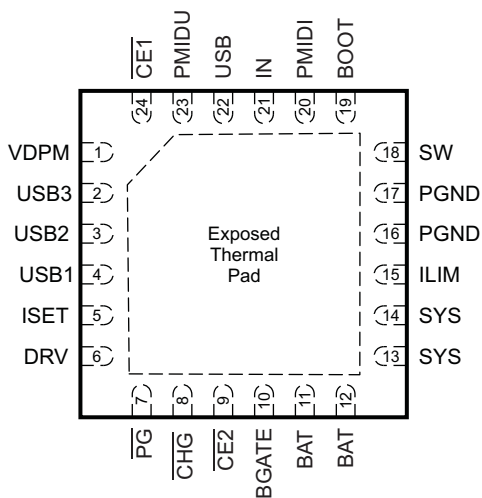 CE1
PMIDU
USB
IN
PMIDI
BOOT
24
23
22
21
20
19
VDPM 1
USB3 2
USB2 3
USB1 4
ISET 5
DRV 6
Exposed
Thermal
Pad
18 SW
17 PGND
16 PGND
15 ILIM
14 SYS
13 SYS
7
8
9
10
11
12
PG
CHG
CE2
BGATE
BAT
BAT